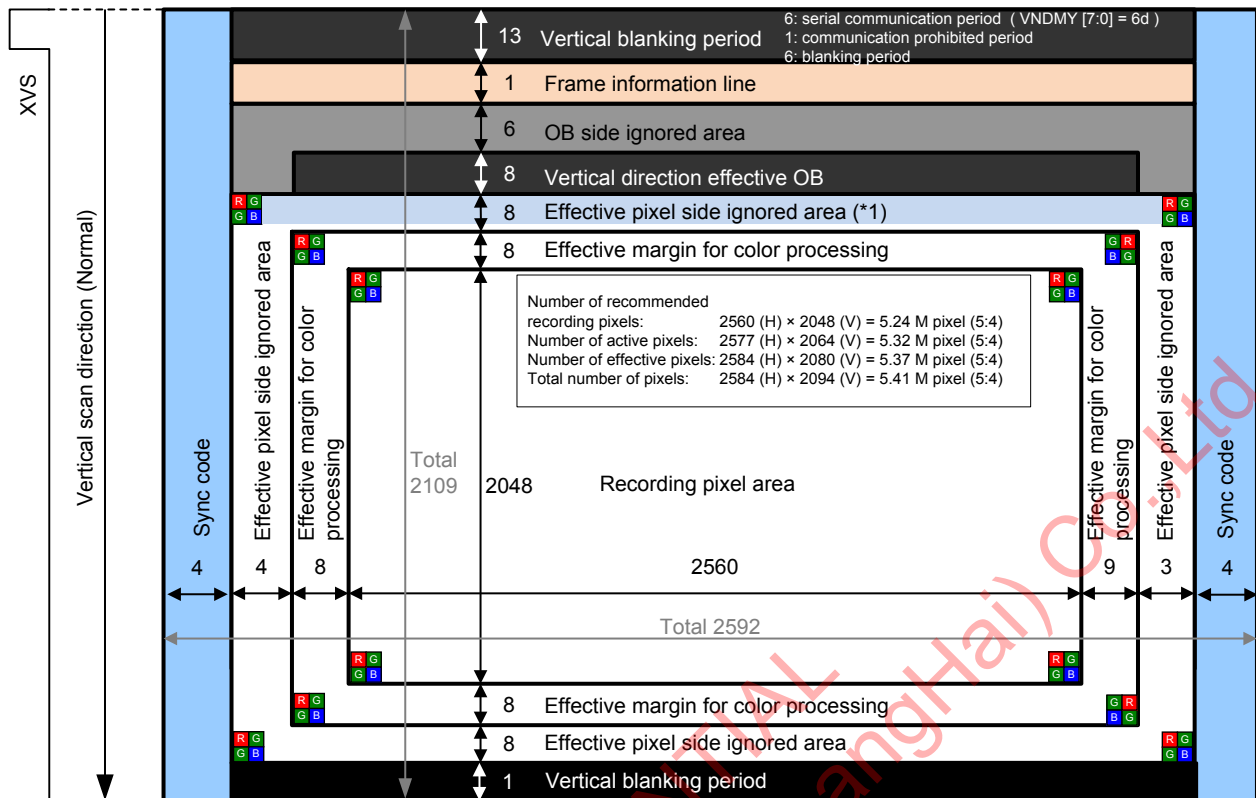 XVS
Vertical scan direction (Normal)
13 Vertical blanking period
6: serial communication period ( VNDMY [7:0] = 6d )
1: communication prohibited period
6: blanking period
1 Frame information line
6 OB side ignored area
8 Vertical direction effective OB
R G R G
8 Effective pixel side ignored area (*1)
G B G B
R G G R
8 Effective margin for color processing
G B B G
R G R G
G B G B
Number of recommended
recording pixels: 2560 (H) × 2048 (V) = 5.24 M pixel (5:4)
Number of active pixels: 2577 (H) × 2064 (V) = 5.32 M pixel (5:4)
Number of effective pixels: 2584 (H) × 2080 (V) = 5.37 M pixel (5:4)
Total number of pixels: 2584 (H) × 2094 (V) = 5.41 M pixel (5:4)
Sync code
Effective pixel side ignored area
Effective margin for color
processing
Total
2109
2048
Recording pixel area
Effective margin for color
processing
Effective pixel side ignored area
Sync code
4 4 8 2560 9 3 4
Total 2592
R G R G
G B G B
R G G R
8 Effective margin for color processing
G B B G
R G R G
8 Effective pixel side ignored area
G B G B
1 Vertical blanking period
angHai) Co.,Ltd